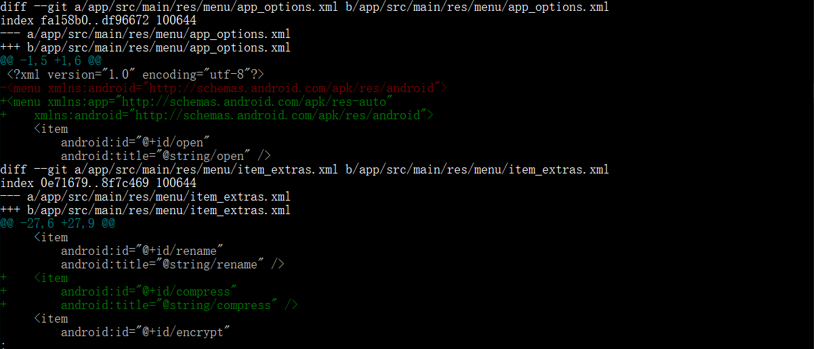 diff --git a/app/src/main/res/menu/app_options.xml b/app/src/main/res/menu/app_options.xml
index fa158b0..df96672 100644
--- a/app/src/main/res/menu/app_options.xml
+++ b/app/src/main/res/menu/app_options.xml
@@ -1,5 +1,6 @@
 <?xml version="1.0" encoding="utf-8"?>
-<menu xmlns:android="http://schemas.android.com/apk/res/android">
+<menu xmlns:app="http://schemas.android.com/apk/res-auto"
+    xmlns:android="http://schemas.android.com/apk/res/android">
     <item
         android:id="@+id/open"
         android:title="@string/open" />
diff --git a/app/src/main/res/menu/item_extras.xml b/app/src/main/res/menu/item_extras.xml
index 0e71679..8f7c469 100644
--- a/app/src/main/res/menu/item_extras.xml
+++ b/app/src/main/res/menu/item_extras.xml
@@ -27,6 +27,9 @@
     <item
         android:id="@+id/rename"
         android:title="@string/rename" />
+    <item
+        android:id="@+id/compress"
+        android:title="@string/compress" />
     <item
         android:id="@+id/encrypt"
: